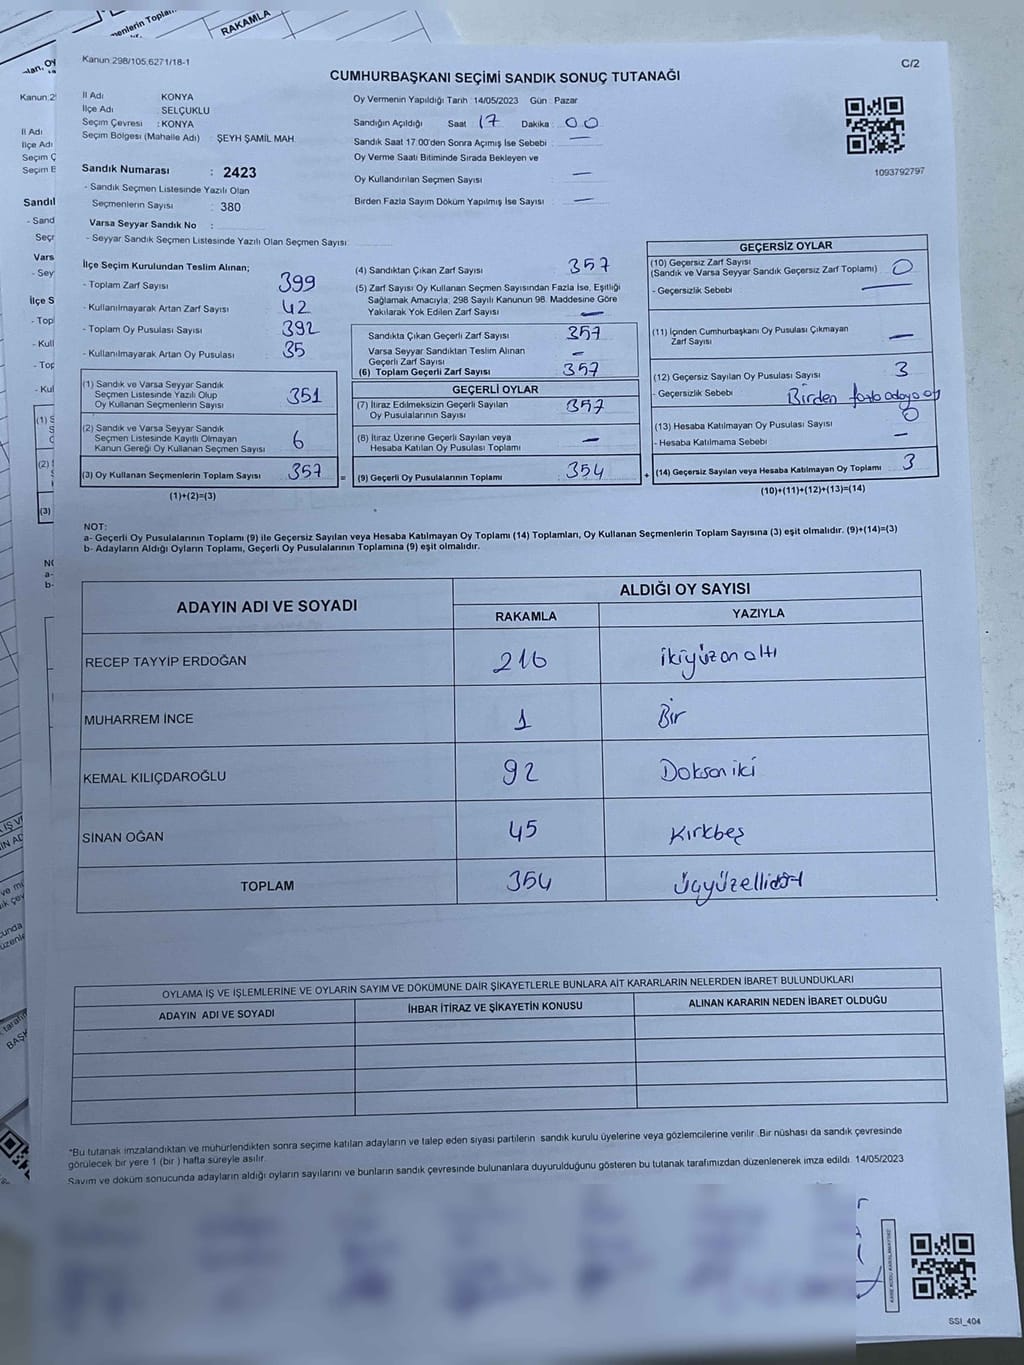 menlerin Toplam
RAKAMLA
Kanun 298/105,6271/18-1
C/2
CUMHURBAŞKANI SEÇİMİ SANDIK SONUÇ TUTANAĞI
İl Adı KONYA
İlçe Adı SELÇUKLU
Seçim Çevresi : KONYA
Seçim Bölgesi (Mahalle Adı) : ŞEYH ŞAMİL MAH.
Sandık Numarası : 2423
- Sandık Seçmen Listesinde Yazılı Olan
Seçmenlerin Sayısı : 380
Varsa Seyyar Sandık No :
- Seyyar Sandık Seçmen Listesinde Yazılı Olan Seçmen Sayısı:
Oy Vermenin Yapıldığı Tarih :14/05/2023 Gün : Pazar
Sandığın Açıldığı Saat 17 Dakika : 00
Sandık Saat 17:00'den Sonra Açımış İse Sebebi : —
Oy Verme Saati Bitiminde Sırada Bekleyen ve
Oy Kullandırılan Seçmen Sayısı : —
Birden Fazla Sayım Döküm Yapılmış İse Sayısı : —
1093792797
İlçe Seçim Kurulundan Teslim Alınan;
- Toplam Zarf Sayısı : 399
- Kullanılmayarak Artan Zarf Sayısı : 42
- Toplam Oy Pusulası Sayısı : 392
- Kullanılmayarak Artan Oy Pusulası : 35
(1) Sandık ve Varsa Seyyar Sandık
Seçmen Listesinde Yazılı Olup
Oy Kullanan Seçmenlerin Sayısı : 351
(2) Sandık ve Varsa Seyyar Sandık
Seçmen Listesinde Kayıtlı Olmayan
Kanun Gereği Oy Kullanan Seçmen Sayısı : 6
(3) Oy Kullanan Seçmenlerin Toplam Sayısı : 357 =
(1)+(2)=(3)
(4) Sandıktan Çıkan Zarf Sayısı : 357
(5) Zarf Sayısı Oy Kullanan Seçmen Sayısından Fazla İse, Eşitliği
Sağlamak Amacıyla, 298 Sayılı Kanunun 98. Maddesine Göre
Yakılarak Yok Edilen Zarf Sayısı : —
Sandıkta Çıkan Geçerli Zarf Sayısı : 357
Varsa Seyyar Sandıktan Teslim Alınan
Geçerli Zarf Sayısı : —
(6) Toplam Geçerli Zarf Sayısı : 357
GEÇERLİ OYLAR
(7) İtiraz Edilmeksizin Geçerli Sayılan
Oy Pusulalarının Sayısı : 357
(8) İtiraz Üzerine Geçerli Sayılan veya
Hesaba Katılan Oy Pusulası Toplamı : —
(9) Geçerli Oy Pusulalarının Toplamı : 354 +
GEÇERSİZ OYLAR
(10) Geçersiz Zarf Sayısı
(Sandık ve Varsa Seyyar Sandık Geçersiz Zarf Toplamı) : 0
- Geçersizlik Sebebi : —
(11) İçinden Cumhurbaşkanı Oy Pusulası Çıkmayan
Zarf Sayısı : —
(12) Geçersiz Sayılan Oy Pusulası Sayısı : 3
- Geçersizlik Sebebi : Birden fazla adaya oy
(13) Hesaba Katılmayan Oy Pusulası Sayısı : 0
- Hesaba Katılmama Sebebi : —
(14) Geçersiz Sayılan veya Hesaba Katılmayan Oy Toplamı : 3
(10)+(11)+(12)+(13)=(14)
NOT:
a- Geçerli Oy Pusulalarının Toplamı (9) ile Geçersiz Sayılan veya Hesaba Katılmayan Oy Toplamı (14) Toplamları, Oy Kullanan Seçmenlerin Toplam Sayısına (3) eşit olmalıdır. (9)+(14)=(3)
b- Adayların Aldığı Oyların Toplamı, Geçerli Oy Pusulalarının Toplamına (9) eşit olmalıdır.
ADAYIN ADI VE SOYADI ALDIĞI OY SAYISI
RAKAMLA YAZIYLA
RECEP TAYYİP ERDOĞAN 216 ikiyüzonaltı
MUHARREM İNCE 1 Bir
KEMAL KILIÇDAROĞLU 92 Doksaniki
SİNAN OĞAN 45 Kırkbeş
TOPLAM 354 üçyüzellidört
OYLAMA İŞ VE İŞLEMLERİNE VE OYLARIN SAYIM VE DÖKÜMUNE DAİR ŞİKAYETLERLE BUNLARA AİT KARARLARIN NELERDEN İBARET BULUNDUKLARI
ADAYIN ADI VE SOYADI İHBAR İTİRAZ VE ŞİKAYETİN KONUSU ALINAN KARARIN NEDEN İBARET OLDUĞU
*Bu tutanak imzalandıktan ve mühürlendikten sonra seçime katılan adayların ve talep eden siyasi partilerin sandık kurulu üyelerine veya gözlemcilerine verilir. Bir nüshası da sandık çevresinde
görülecek bir yere 1 (bir ) hafta süreyle asılır.
Sayım ve döküm sonucunda adayların aldığı oyların sayılarını ve bunların sandık çevresinde bulunanlara duyurulduğunu gösteren bu tutanak tarafımızdan düzenlenerek imza edildi. 14/05/2023
KARE KODU KARALAMAYINIZ
SSI_404